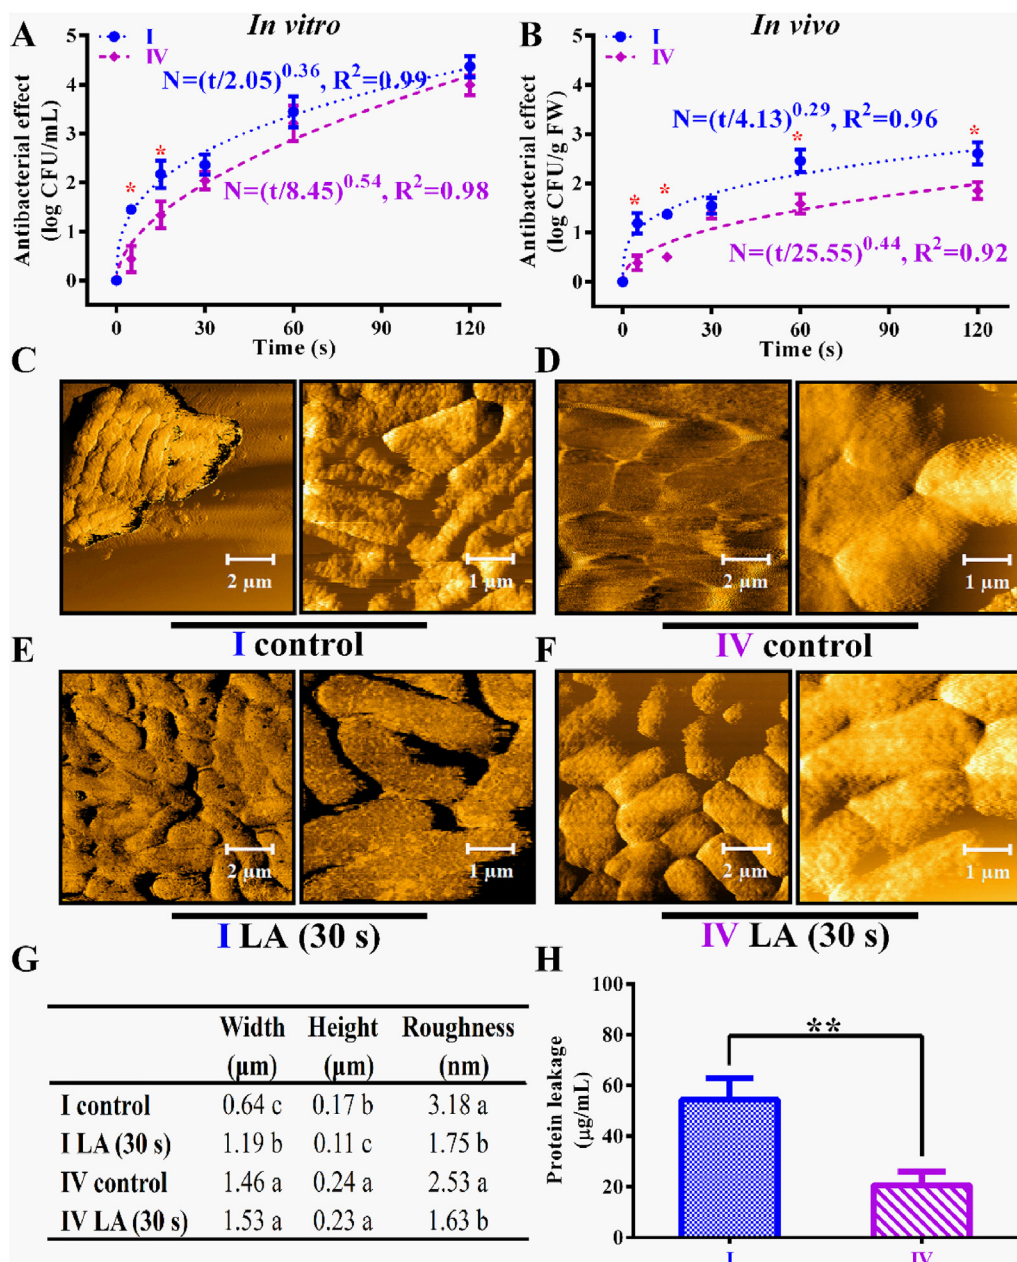 A
In vitro
I
IV
N=(t/2.05)^0.36, R²=0.99
N=(t/8.45)^0.54, R²=0.98
Antibacterial effect
(log CFU/mL)
5
4
3
2
1
0
0 30 60 90 120
Time (s)
* *
B
In vivo
I
IV
N=(t/4.13)^0.29, R²=0.96
N=(t/25.55)^0.44, R²=0.92
Antibacterial effect
(log CFU/g FW)
5
4
3
2
1
0
0 30 60 90 120
Time (s)
* * * *
C
2 µm
1 µm
I control
D
2 µm
1 µm
IV control
E
2 µm
1 µm
I LA (30 s)
F
2 µm
1 µm
IV LA (30 s)
G
Width Height Roughness
(µm) (µm) (nm)
I control 0.64 c 0.17 b 3.18 a
I LA (30 s) 1.19 b 0.11 c 1.75 b
IV control 1.46 a 0.24 a 2.53 a
IV LA (30 s) 1.53 a 0.23 a 1.63 b
H
Protein leakage
(µg/mL)
100
80
60
40
20
0
**
I IV